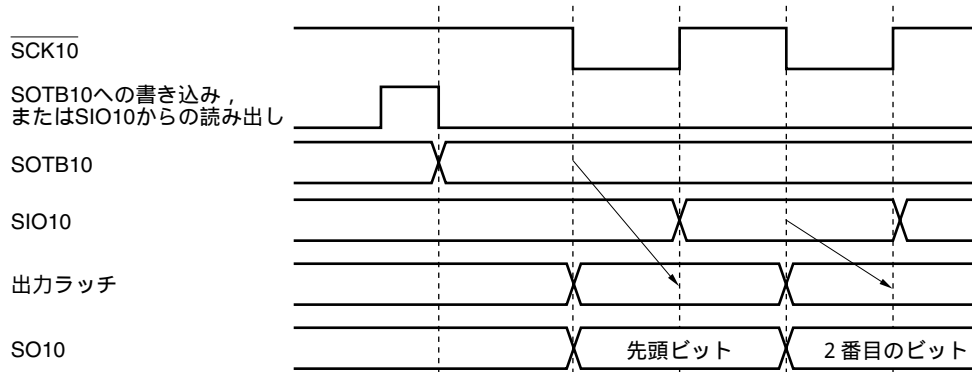 SCK10
SOTB10への書き込み，
またはSIO10からの読み出し
SOTB10
SIO10
出力ラッチ
SO10
先頭ビット
２番目のビット